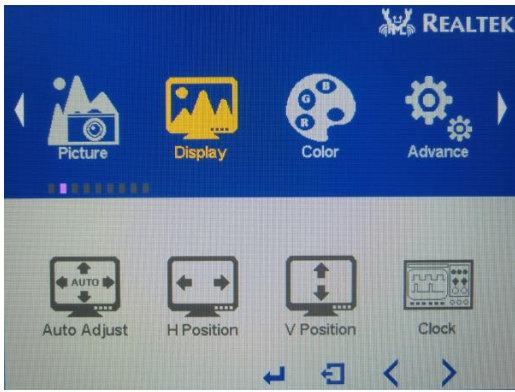 REALTEK
Picture Display Color Advance
R G B
AUTO
Auto Adjust H Position V Position Clock